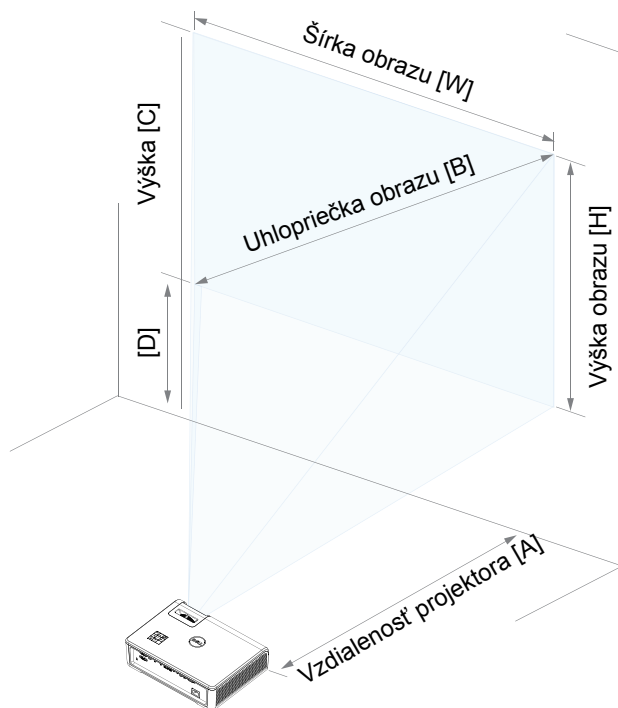 Šírka obrazu [W]
Výška [C]
Uhlopriečka obrazu [B]
Výška obrazu [H]
[D]
Vzdialenosť projektora [A]